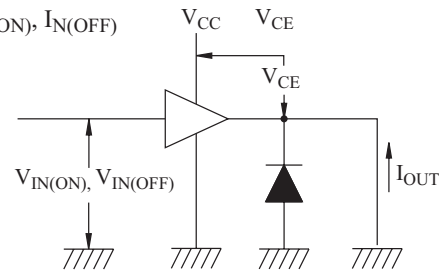 ON), IN(OFF)
VCC VCE
VCE
VIN(ON), VIN(OFF)
IOUT